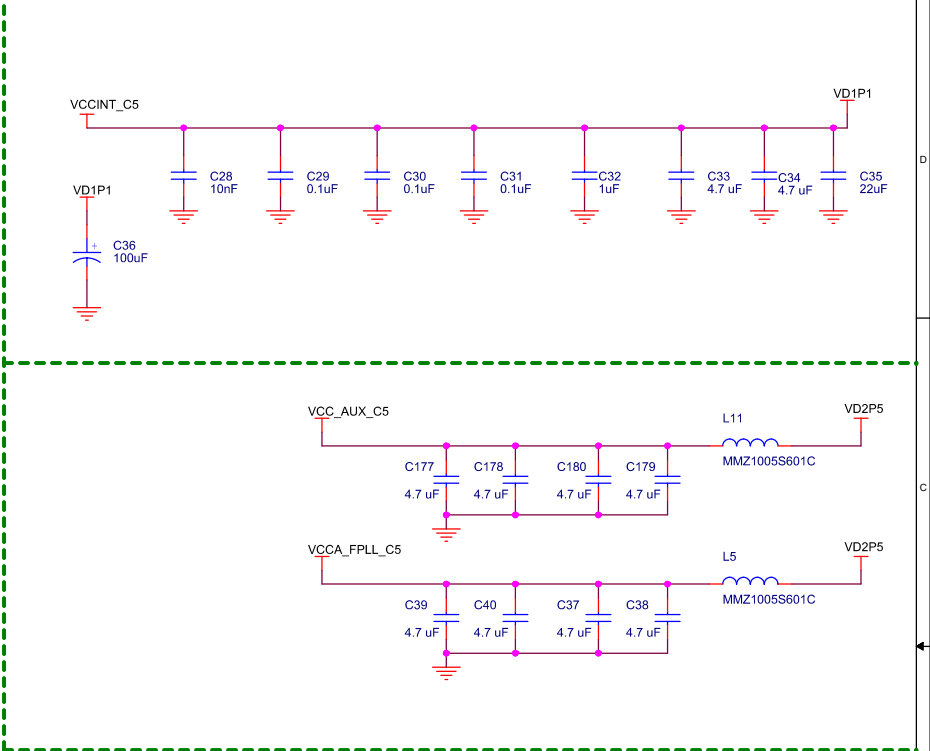 VCCINT_C5
VD1P1
D
C28
10nF
C29
0.1uF
C30
0.1uF
C31
0.1uF
C32
1uF
C33
4.7 uF
C34
4.7 uF
C35
22uF
VD1P1
+
C36
100uF
VCC_AUX_C5
L11
VD2P5
MMZ1005S601C
C177
4.7 uF
C178
4.7 uF
C180
4.7 uF
C179
4.7 uF
C
VCCA_FPLL_C5
L5
VD2P5
MMZ1005S601C
C39
4.7 uF
C40
4.7 uF
C37
4.7 uF
C38
4.7 uF